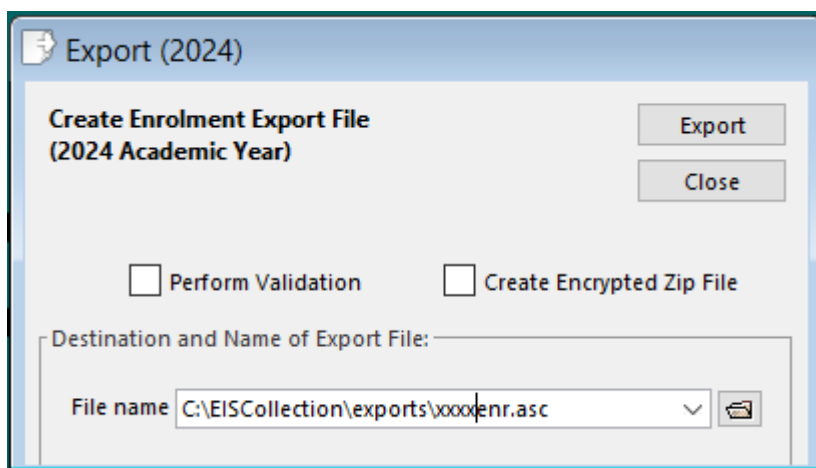 Export (2024)
Create Enrolment Export File
(2024 Academic Year)
Export
Close
Perform Validation
Create Encrypted Zip File
Destination and Name of Export File:
File name C:\EISCollection\exports\xxxxenr.asc